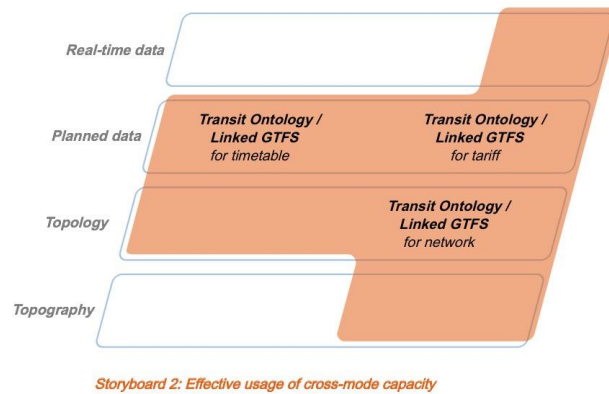 Real-time data
Planned data
Transit Ontology /
Linked GTFS
for timetable
Transit Ontology /
Linked GTFS
for tariff
Topology
Transit Ontology /
Linked GTFS
for network
Topography
Storyboard 2: Effective usage of cross-mode capacity